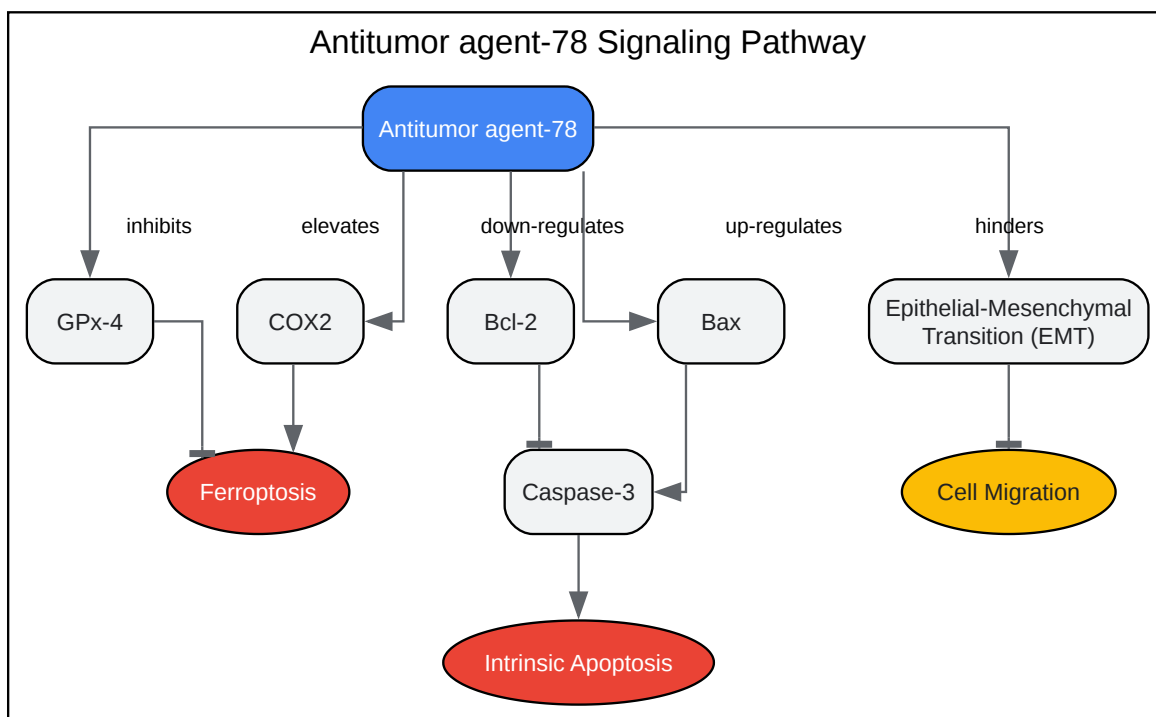 Antitumor agent-78 Signaling Pathway
Antitumor agent-78
inhibits
elevates
down-regulates
up-regulates
hinders
GPx-4
COX2
Bcl-2
Bax
Epithelial-Mesenchymal
Transition (EMT)
Ferroptosis
Caspase-3
Cell Migration
Intrinsic Apoptosis